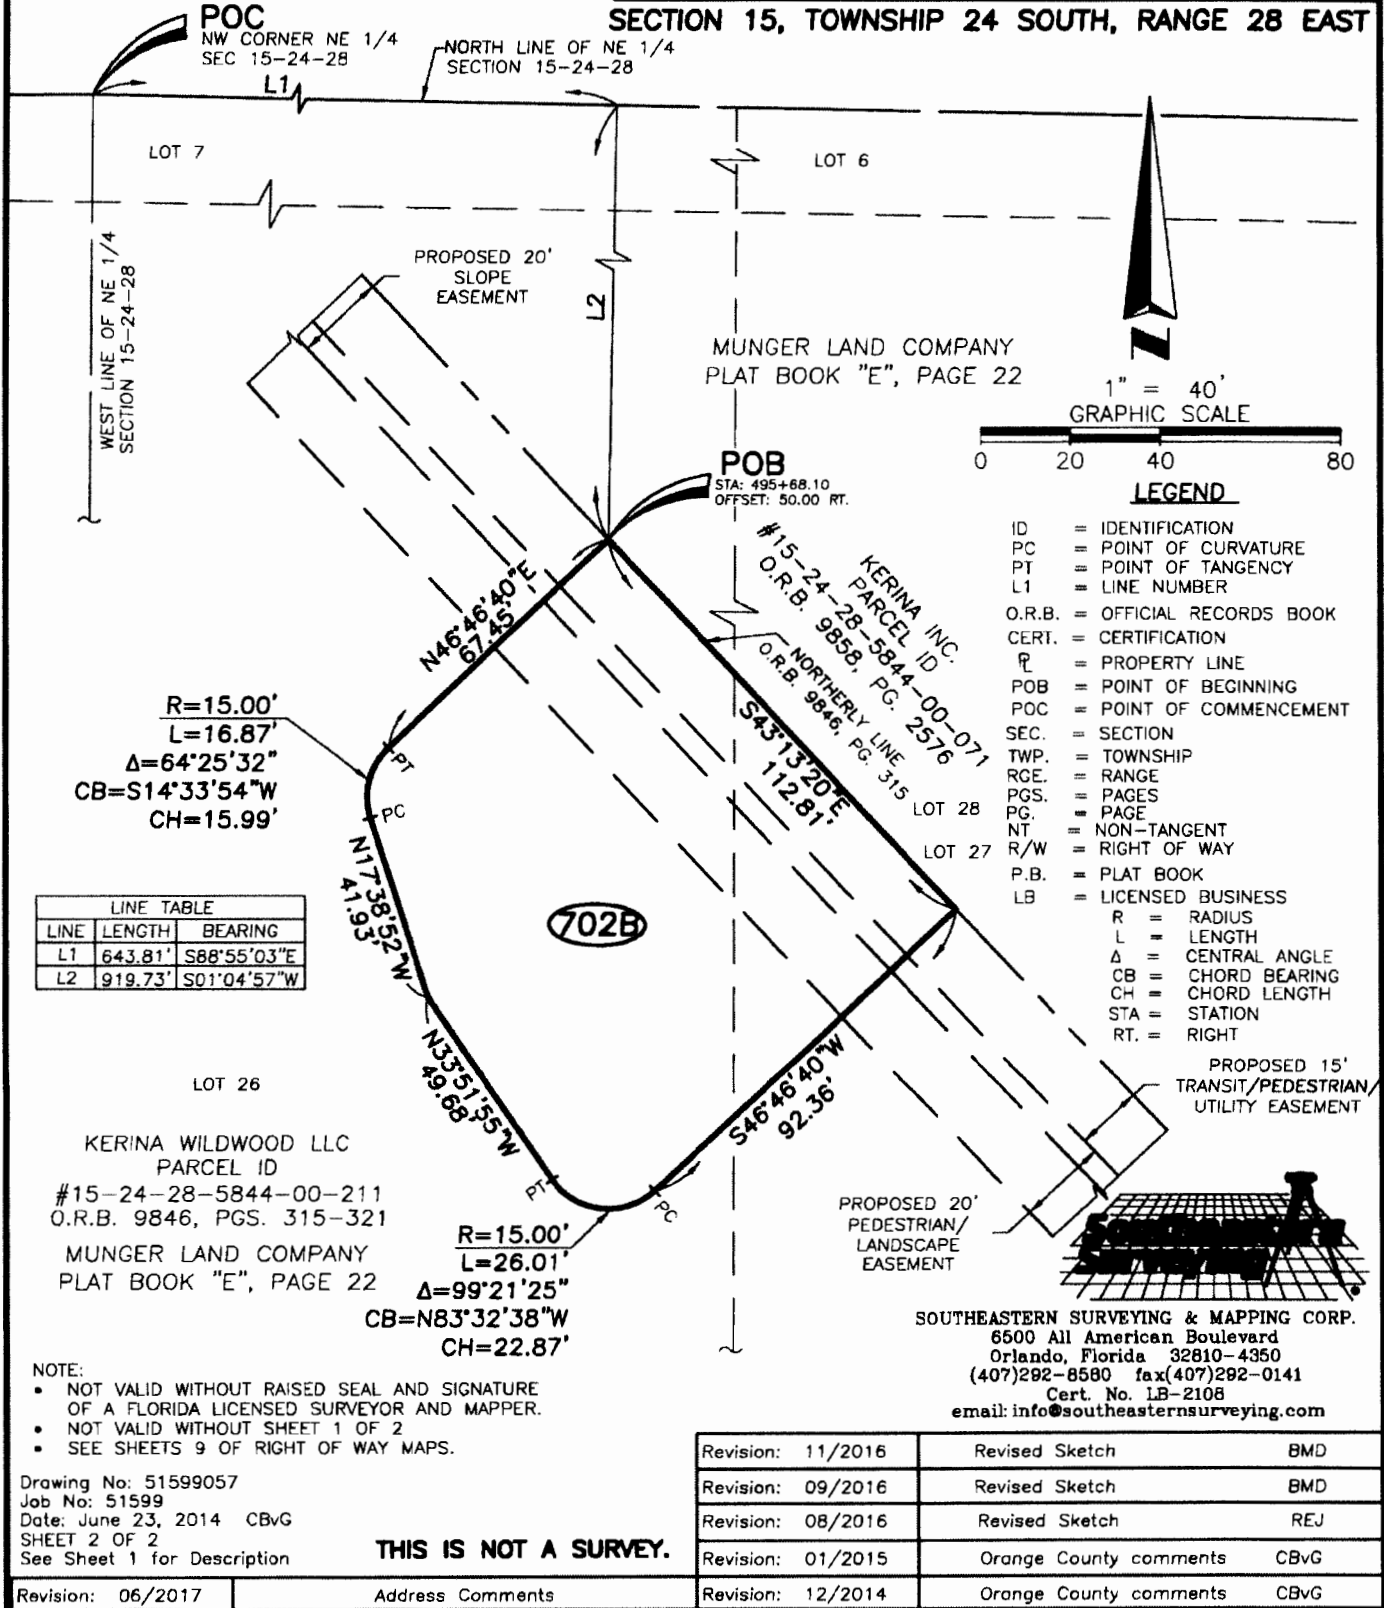 SECTION 15, TOWNSHIP 24 SOUTH, RANGE 28 EAST
POC
NW CORNER NE 1/4
SEC 15-24-28
L1
NORTH LINE OF NE 1/4
SECTION 15-24-28
LOT 7
LOT 6
WEST LINE OF NE 1/4
SECTION 15-24-28
PROPOSED 20'
SLOPE
EASEMENT
L2
MUNGER LAND COMPANY
PLAT BOOK "E", PAGE 22
1" = 40'
GRAPHIC SCALE
0 20 40 80
POB
STA: 495+68.10
OFFSET: 50.00 RT.
LEGEND
ID = IDENTIFICATION
PC = POINT OF CURVATURE
PT = POINT OF TANGENCY
L1 = LINE NUMBER
O.R.B. = OFFICIAL RECORDS BOOK
CERT. = CERTIFICATION
PL = PROPERTY LINE
POB = POINT OF BEGINNING
POC = POINT OF COMMENCEMENT
SEC. = SECTION
TWP. = TOWNSHIP
RGE. = RANGE
PGS. = PAGES
PG. = PAGE
NT = NON-TANGENT
R/W = RIGHT OF WAY
P.B. = PLAT BOOK
LB = LICENSED BUSINESS
R = RADIUS
L = LENGTH
Δ = CENTRAL ANGLE
CB = CHORD BEARING
CH = CHORD LENGTH
STA = STATION
RT. = RIGHT
KERINA INC.
PARCEL ID
#15-24-28-5844-00-071
O.R.B. 9858, PG. 2576
NORTHERLY LINE
O.R.B. 9846, PG. 315
N46°46'40"E
67.45'
S43°13'20"E
112.81'
R=15.00'
L=16.87'
Δ=64°25'32"
CB=S14°33'54"W
CH=15.99'
PT
PC
LOT 28
LOT 27
N17°38'52"W
41.93'
702B
LINE TABLE
LINE LENGTH BEARING
L1 643.81' S88°55'03"E
L2 919.73' S01°04'57"W
N33°51'55"W
49.68'
S46°46'40"W
92.36'
LOT 26
KERINA WILDWOOD LLC
PARCEL ID
#15-24-28-5844-00-211
O.R.B. 9846, PGS. 315-321
MUNGER LAND COMPANY
PLAT BOOK "E", PAGE 22
PT
PC
R=15.00'
L=26.01'
Δ=99°21'25"
CB=N83°32'38"W
CH=22.87'
PROPOSED 15'
TRANSIT/PEDESTRIAN/
UTILITY EASEMENT
PROPOSED 20'
PEDESTRIAN/
LANDSCAPE
EASEMENT
Southeastern
Surveying
SOUTHEASTERN SURVEYING & MAPPING CORP.
6500 All American Boulevard
Orlando, Florida 32810-4350
(407)292-8580 fax(407)292-0141
Cert. No. LB-2108
email: info@southeasternsurveying.com
NOTE:
• NOT VALID WITHOUT RAISED SEAL AND SIGNATURE
OF A FLORIDA LICENSED SURVEYOR AND MAPPER.
• NOT VALID WITHOUT SHEET 1 OF 2
• SEE SHEETS 9 OF RIGHT OF WAY MAPS.
Drawing No: 51599057
Job No: 51599
Date: June 23, 2014 CBvG
SHEET 2 OF 2
See Sheet 1 for Description
THIS IS NOT A SURVEY.
Revision: 11/2016 Revised Sketch BMD
Revision: 09/2016 Revised Sketch BMD
Revision: 08/2016 Revised Sketch REJ
Revision: 01/2015 Orange County comments CBvG
Revision: 06/2017 Address Comments Revision: 12/2014 Orange County comments CBvG